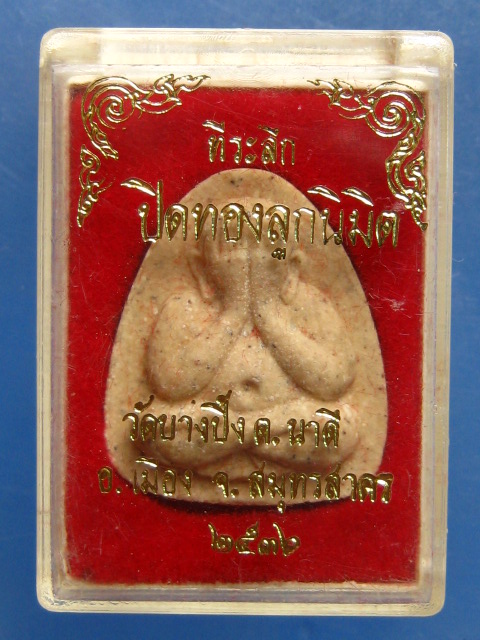 ที่ระลึก
ปิดทองลูกนิมิต
วัดบางปิ้ง ต. นาดี
อ. เมือง จ. สมุทรสาคร
๒๕๓๖